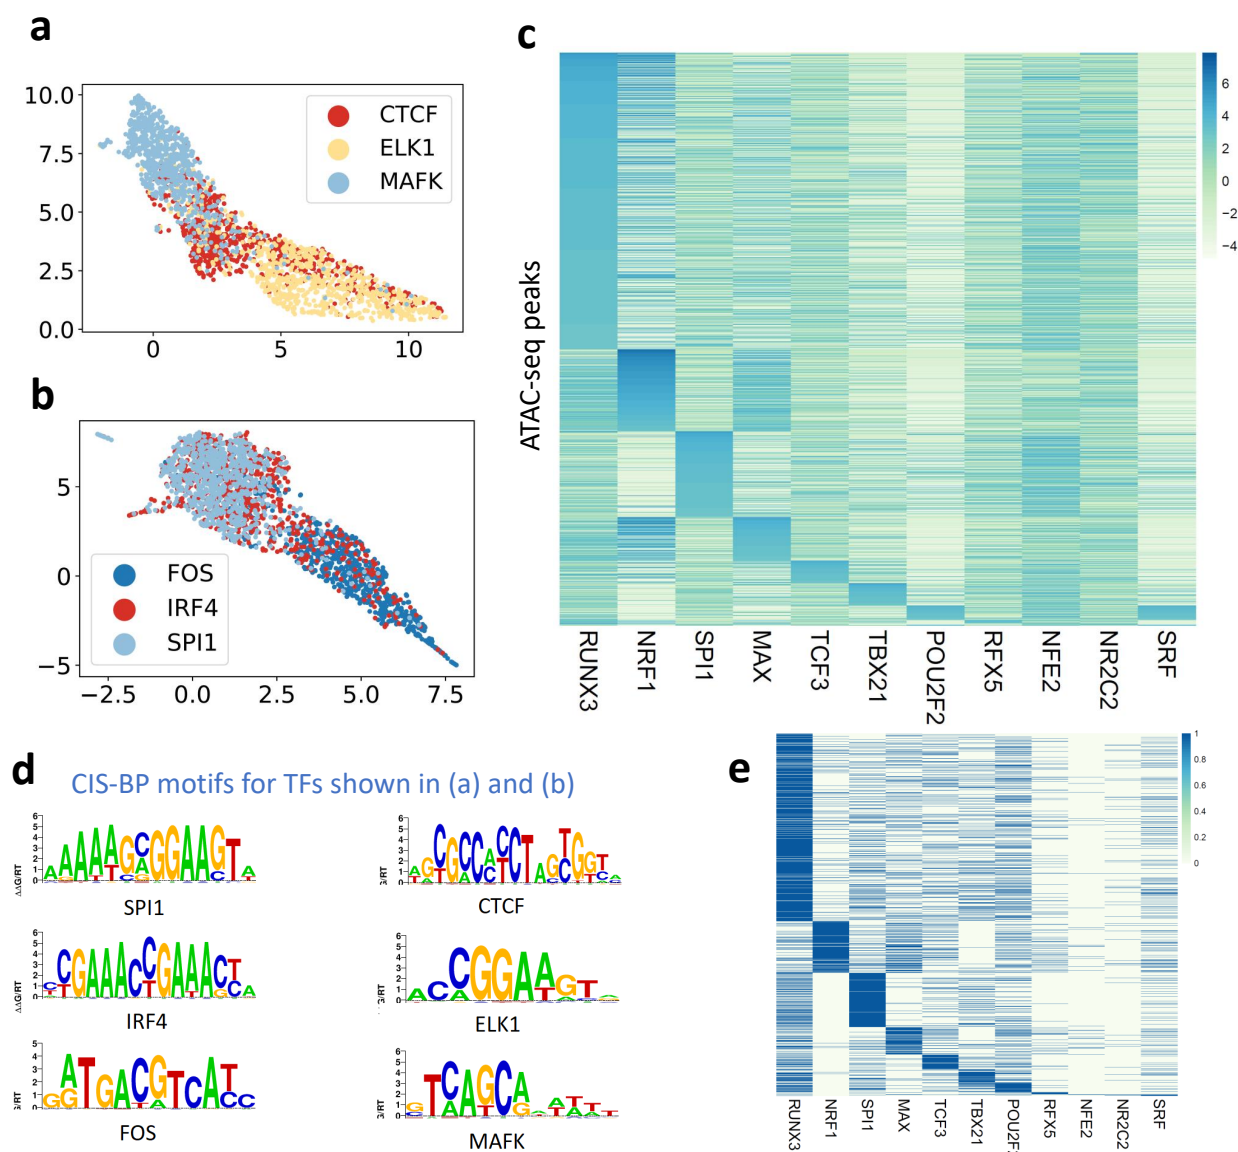 a
10.0
7.5
5.0
2.5
0.0
0 5 10
CTCF
ELK1
MAFK
b
5
0
−5
−2.5 0.0 2.5 5.0 7.5
FOS
IRF4
SPI1
c
ATAC-seq peaks
6
4
2
0
−2
−4
RUNX3 NRF1 SPI1 MAX TCF3 TBX21 POU2F2 RFX5 NFE2 NR2C2 SRF
d
CIS-BP motifs for TFs shown in (a) and (b)
SPI1
CTCF
IRF4
ELK1
FOS
MAFK
e
1
0.8
0.6
0.4
0.2
0
RUNX3 NRF1 SPI1 MAX TCF3 TBX21 RFX5 NFE2 NR2C2 SRF